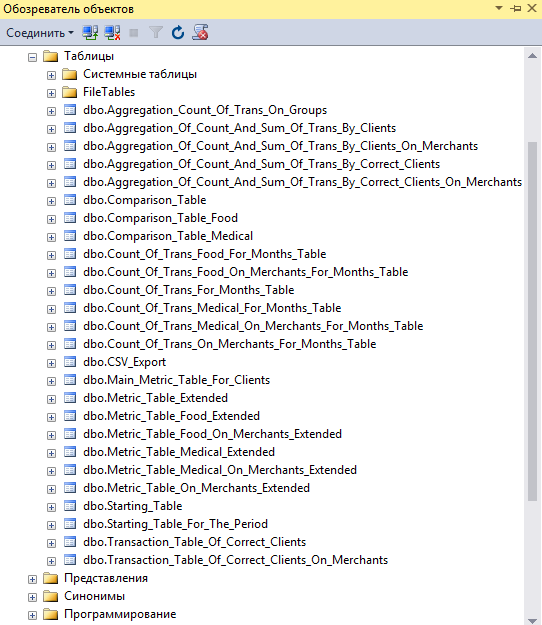 Обозреватель объектов
Соединить
Таблицы
Системные таблицы
FileTables
dbo.Aggregation_Count_Of_Trans_On_Groups
dbo.Aggregation_Of_Count_And_Sum_Of_Trans_By_Clients
dbo.Aggregation_Of_Count_And_Sum_Of_Trans_By_Clients_On_Merchants
dbo.Aggregation_Of_Count_And_Sum_Of_Trans_By_Correct_Clients
dbo.Aggregation_Of_Count_And_Sum_Of_Trans_By_Correct_Clients_On_Merchants
dbo.Comparison_Table
dbo.Comparison_Table_Food
dbo.Comparison_Table_Medical
dbo.Count_Of_Trans_Food_For_Months_Table
dbo.Count_Of_Trans_Food_On_Merchants_For_Months_Table
dbo.Count_Of_Trans_For_Months_Table
dbo.Count_Of_Trans_Medical_For_Months_Table
dbo.Count_Of_Trans_Medical_On_Merchants_For_Months_Table
dbo.Count_Of_Trans_On_Merchants_For_Months_Table
dbo.CSV_Export
dbo.Main_Metric_Table_For_Clients
dbo.Metric_Table_Extended
dbo.Metric_Table_Food_Extended
dbo.Metric_Table_Food_On_Merchants_Extended
dbo.Metric_Table_Medical_Extended
dbo.Metric_Table_Medical_On_Merchants_Extended
dbo.Metric_Table_On_Merchants_Extended
dbo.Starting_Table
dbo.Starting_Table_For_The_Period
dbo.Transaction_Table_Of_Correct_Clients
dbo.Transaction_Table_Of_Correct_Clients_On_Merchants
Представления
Синонимы
Программирование